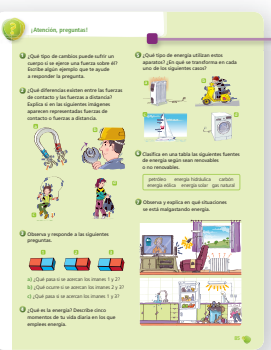 ¡Atención, preguntas!
1 ¿Qué tipo de cambios puede sufrir un
cuerpo si se ejerce una fuerza sobre él?
Escribe algún ejemplo que te ayude
a responder la pregunta.
2 ¿Qué diferencias existen entre las fuerzas
de contacto y las fuerzas a distancia?
Explica si en las siguientes imágenes
aparecen representadas fuerzas de
contacto o fuerzas a distancia.
3 Observa y responde a las siguientes
preguntas.
a) ¿Qué pasa si se acercan los imanes 1 y 2?
b) ¿Qué ocurre si se acercan los imanes 2 y 3?
c) ¿Qué pasa si se acercan los imanes 1 y 3?
4 ¿Qué es la energía? Describe cinco
momentos de tu vida diaria en los que
emplees energía.
5 ¿Qué tipo de energía utilizan estos
aparatos? ¿En qué se transforma en cada
uno de los siguientes casos?
6 Clasifica en una tabla las siguientes fuentes
de energía según sean renovables
o no renovables.
petróleo energía hidráulica carbón
energía eólica energía solar gas natural
7 Observa y explica en qué situaciones
se está malgastando energía.